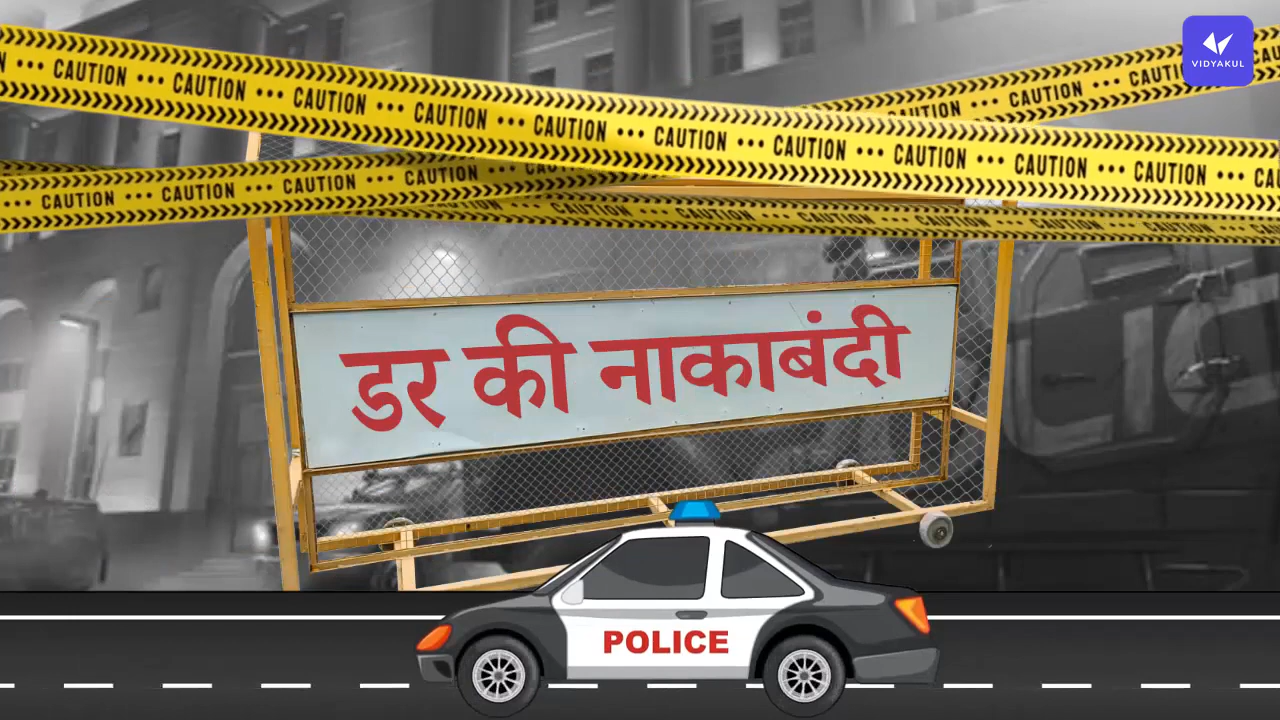 CAUTION ••• CAUTION ••• CAUTION ••• CAUTION ••• CAUTION ••• CAUTION ••• CAUTION ••• CAUTION ••• CAUTION ••• CAUTION
CAUTION ••• CAUTION ••• CAUTION
VIDYAKUL
CAUTION ••• CAUTION ••• CAUTION ••• CAUTION
CAUTION ••• CAUTION ••• CAUTION ••• CAUTION
डर की नाकाबंदी
POLICE